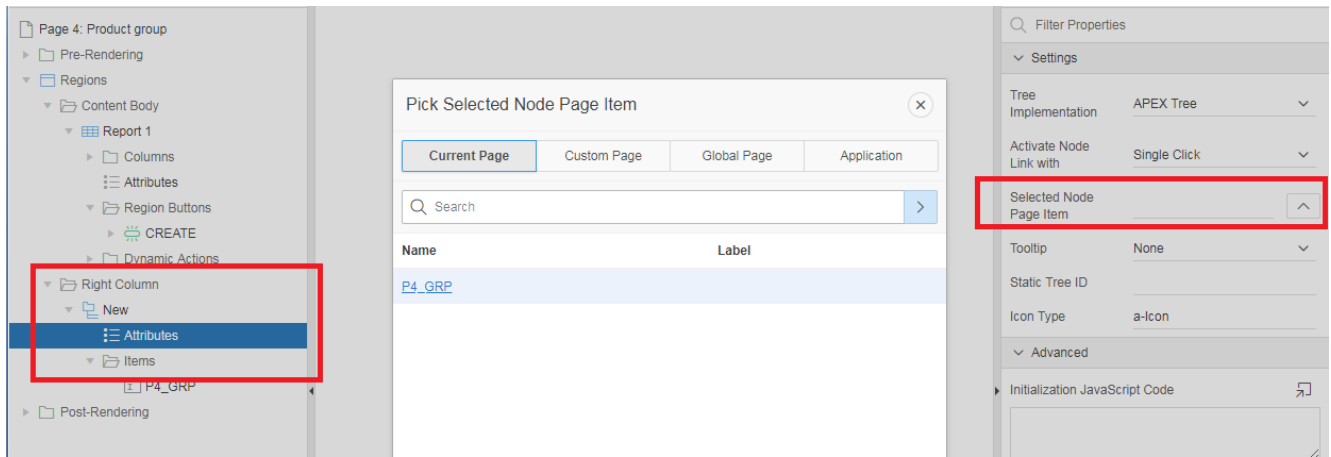 Page 4: Product group
Pre-Rendering
Regions
Content Body
Report 1
Columns
Attributes
Region Buttons
CREATE
Dynamic Actions
Right Column
New
Attributes
Items
P4_GRP
Post-Rendering
Pick Selected Node Page Item
Current Page Custom Page Global Page Application
Search
Name Label
P4_GRP
Filter Properties
Settings
Tree
Implementation
APEX Tree
Activate Node
Link with
Single Click
Selected Node
Page Item
Tooltip None
Static Tree ID
Icon Type a-Icon
Advanced
Initialization JavaScript Code